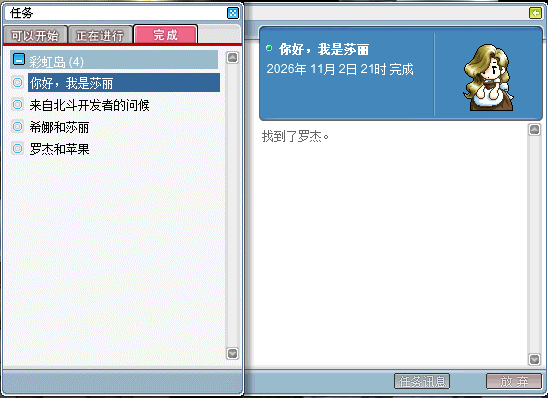 任务
可以开始 正在进行 完成
彩虹岛 (4)
你好，我是莎丽
来自北斗开发者的问候
希娜和莎丽
罗杰和苹果
你好，我是莎丽
2026年 11月 2日 21时 完成
找到了罗杰。
任务讯息 放 弃